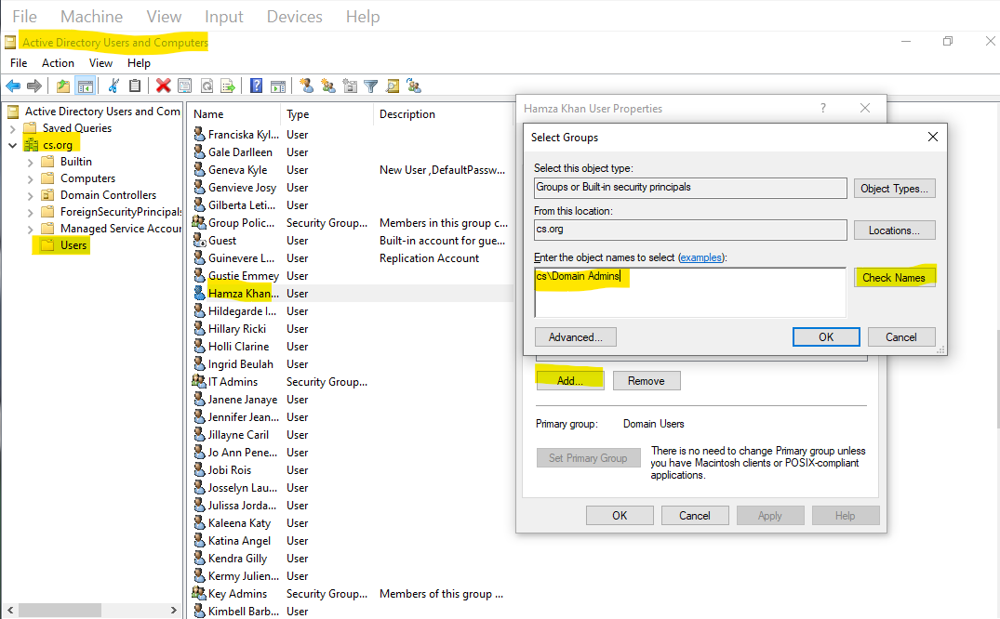 File Machine View Input Devices Help
Active Directory Users and Computers
File Action View Help
Active Directory Users and Com
Saved Queries
cs.org
Builtin
Computers
Domain Controllers
ForeignSecurityPrincipals
Managed Service Accour
Users
Name Type Description
Franciska Kyl... User
Gale Darlleen User
Geneva Kyle User New User ,DefaultPassw...
Genvieve Josy User
Gilberta Leti... User
Group Polic... Security Group... Members in this group c...
Guest User Built-in account for gue...
Guinevere L... User Replication Account
Gustie Emmey User
Hamza Khan... User
Hildegarde I... User
Hillary Ricki User
Holli Clarine User
Ingrid Beulah User
IT Admins Security Group...
Janene Janaye User
Jennifer Jean... User
Jillayne Caril User
Jo Ann Pene... User
Jobi Rois User
Josselyn Lau... User
Julissa Jorda... User
Kaleena Katy User
Katina Angel User
Kendra Gilly User
Kermy Julien... User
Key Admins Security Group... Members of this group ...
Kimbell Barb... User
Hamza Khan User Properties ?
Select Groups
Select this object type:
Groups or Built-in security principals Object Types...
From this location:
cs.org Locations...
Enter the object names to select (examples):
cs\Domain Admins Check Names
Advanced... OK Cancel
Add... Remove
Primary group: Domain Users
Set Primary Group There is no need to change Primary group unless
you have Macintosh clients or POSIX-compliant
applications.
OK Cancel Apply Help